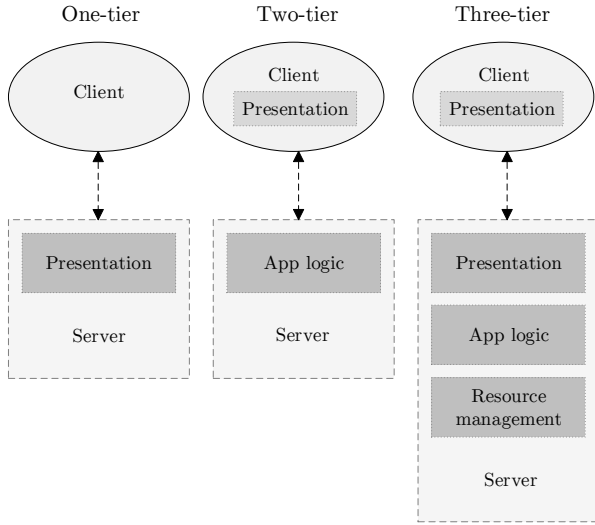 One-tier
Two-tier
Three-tier
Client
Client
Presentation
Client
Presentation
Presentation
Server
App logic
Server
Presentation
App logic
Resource
management
Server